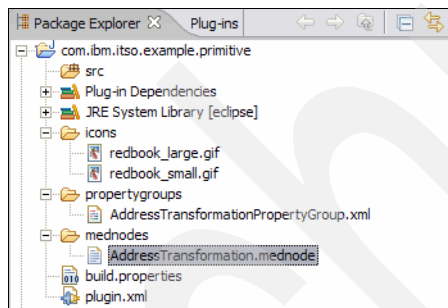 Package Explorer Plug-ins
com.ibm.itso.example.primitive
src
Plug-in Dependencies
JRE System Library [eclipse]
icons
redbook_large.gif
redbook_small.gif
propertygroups
AddressTransformationPropertyGroup.xml
mednodes
AddressTransformation.mednode
build.properties
plugin.xml